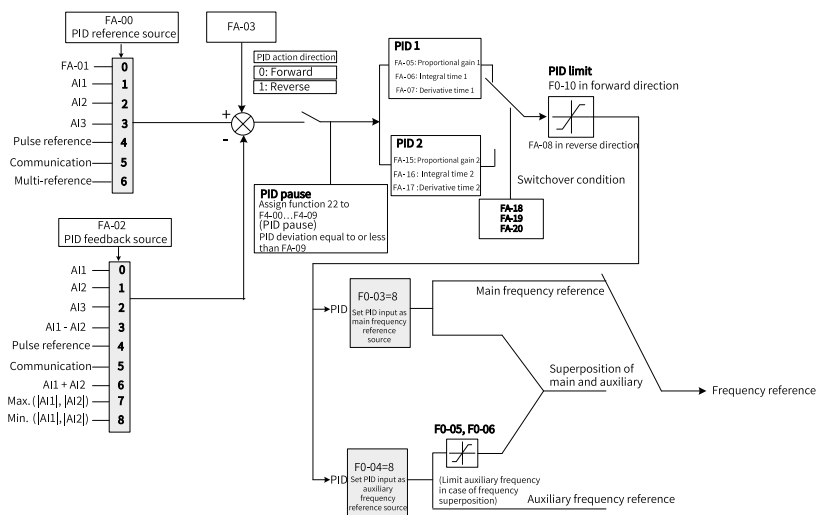 FA-00
PID reference source
FA-01
0
AI1
1
AI2
2
AI3
3
Pulse reference
4
Communication
5
Multi-reference
6
FA-03
PID action direction
0: Forward
1: Reverse
+
-
FA-02
PID feedback source
AI1
0
AI2
1
AI3
2
AI1 - AI2
3
Pulse reference
4
Communication
5
AI1 + AI2
6
Max. (|AI1|, |AI2|)
7
Min. (|AI1|, |AI2|)
8
PID pause
Assign function 22 to
F4-00...F4-09
(PID pause)
PID deviation equal to or less
than FA-09
PID 1
FA-05: Proportional gain 1
FA-06: Integral time 1
FA-07: Derivative time 1
PID 2
FA-15: Proportional gain 2
FA-16: Integral time 2
FA-17: Derivative time 2
Switchover condition
FA-18
FA-19
FA-20
PID limit
F0-10 in forward direction
FA-08 in reverse direction
PID
F0-03=8
Set PID input as
main frequency
reference
source
Main frequency reference
Superposition of
main and auxiliary
Frequency reference
PID
F0-04=8
Set PID input as
auxiliary
frequency
reference source
F0-05, F0-06
(Limit auxiliary frequency
in case of frequency
superposition)
Auxiliary frequency reference